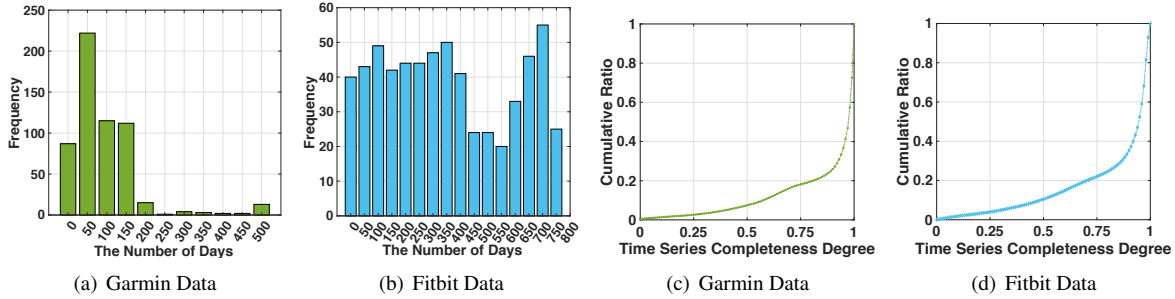 250
200
150
100
50
0
Frequency
0 50 100 150 200 250 300 350 400 450 500
The Number of Days
(a) Garmin Data
60
50
40
30
20
10
0
Frequency
0 50 100 150 200 250 300 350 400 450 500 550 600 650 700 750 800
The Number of Days
(b) Fitbit Data
1
0.8
0.6
0.4
0.2
0
Cumulative Ratio
0 0.25 0.5 0.75 1
Time Series Completeness Degree
(c) Garmin Data
1
0.8
0.6
0.4
0.2
0
Cumulative Ratio
0 0.25 0.5 0.75 1
Time Series Completeness Degree
(d) Fitbit Data